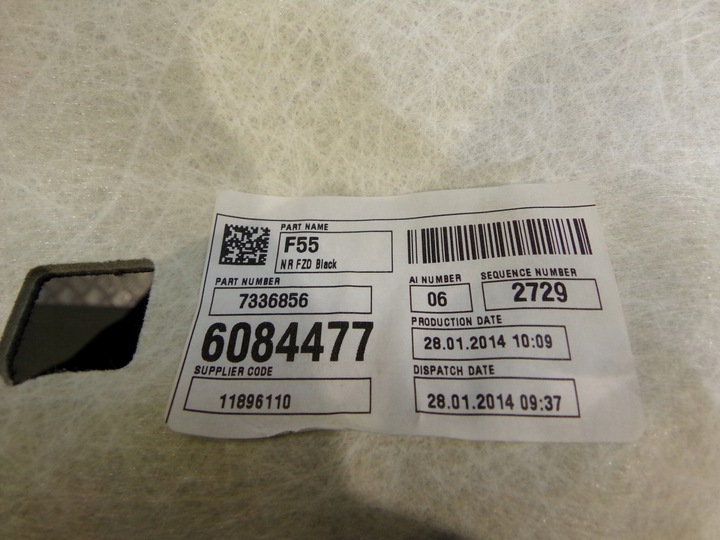 PART NAME
F55
NR FZD Black
PART NUMBER
7336856
6084477
SUPPLIER CODE
11896110
AI NUMBER
06
SEQUENCE NUMBER
2729
PRODUCTION DATE
28.01.2014 10:09
DISPATCH DATE
28.01.2014 09:37